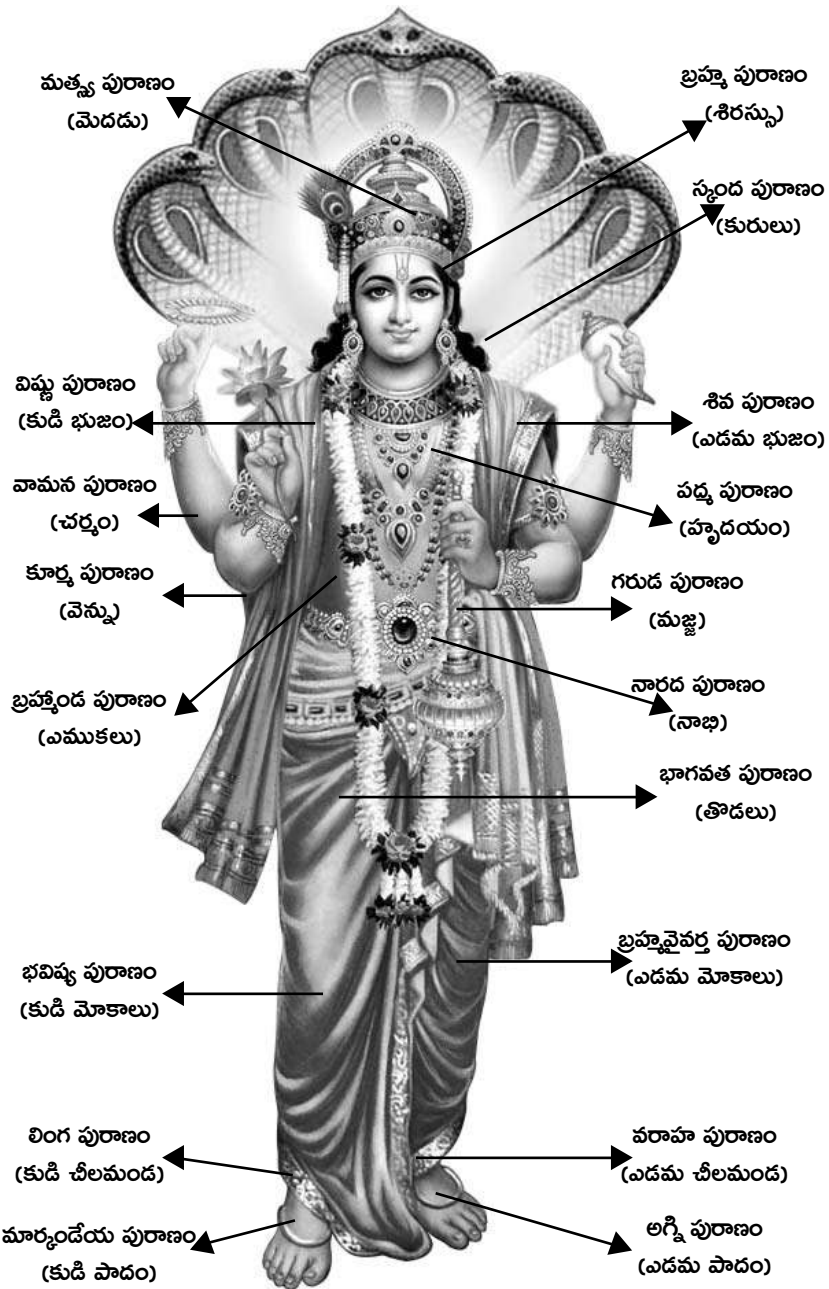 మత్స్య పురాణం
(మెదడు)
బ్రహ్మ పురాణం
(శిరస్సు)
స్కంద పురాణం
(కురులు)
విష్ణు పురాణం
(కుడి భుజం)
శివ పురాణం
(ఎడమ భుజం)
వామన పురాణం
(చర్మం)
పద్మ పురాణం
(హృదయం)
కూర్మ పురాణం
(వెన్ను)
గరుడ పురాణం
(మజ్జ)
బ్రహ్మాండ పురాణం
(ఎముకలు)
నారద పురాణం
(నాభి)
భాగవత పురాణం
(తొడలు)
భవిష్య పురాణం
(కుడి మోకాలు)
బ్రహ్మవైవర్త పురాణం
(ఎడమ మోకాలు)
లింగ పురాణం
(కుడి చీలమండ)
వరాహ పురాణం
(ఎడమ చీలమండ)
మార్కండేయ పురాణం
(కుడి పాదం)
అగ్ని పురాణం
(ఎడమ పాదం)